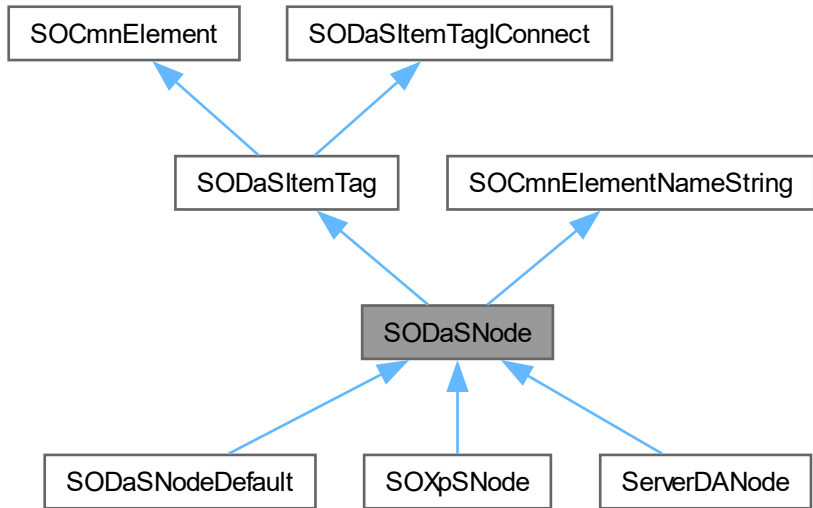 SOCmnElement
SODaSItemTagIConnect
SODaSItemTag
SOCmnElementNameString
SODaSNode
SODaSNodeDefault
SOXpSNode
ServerDANode